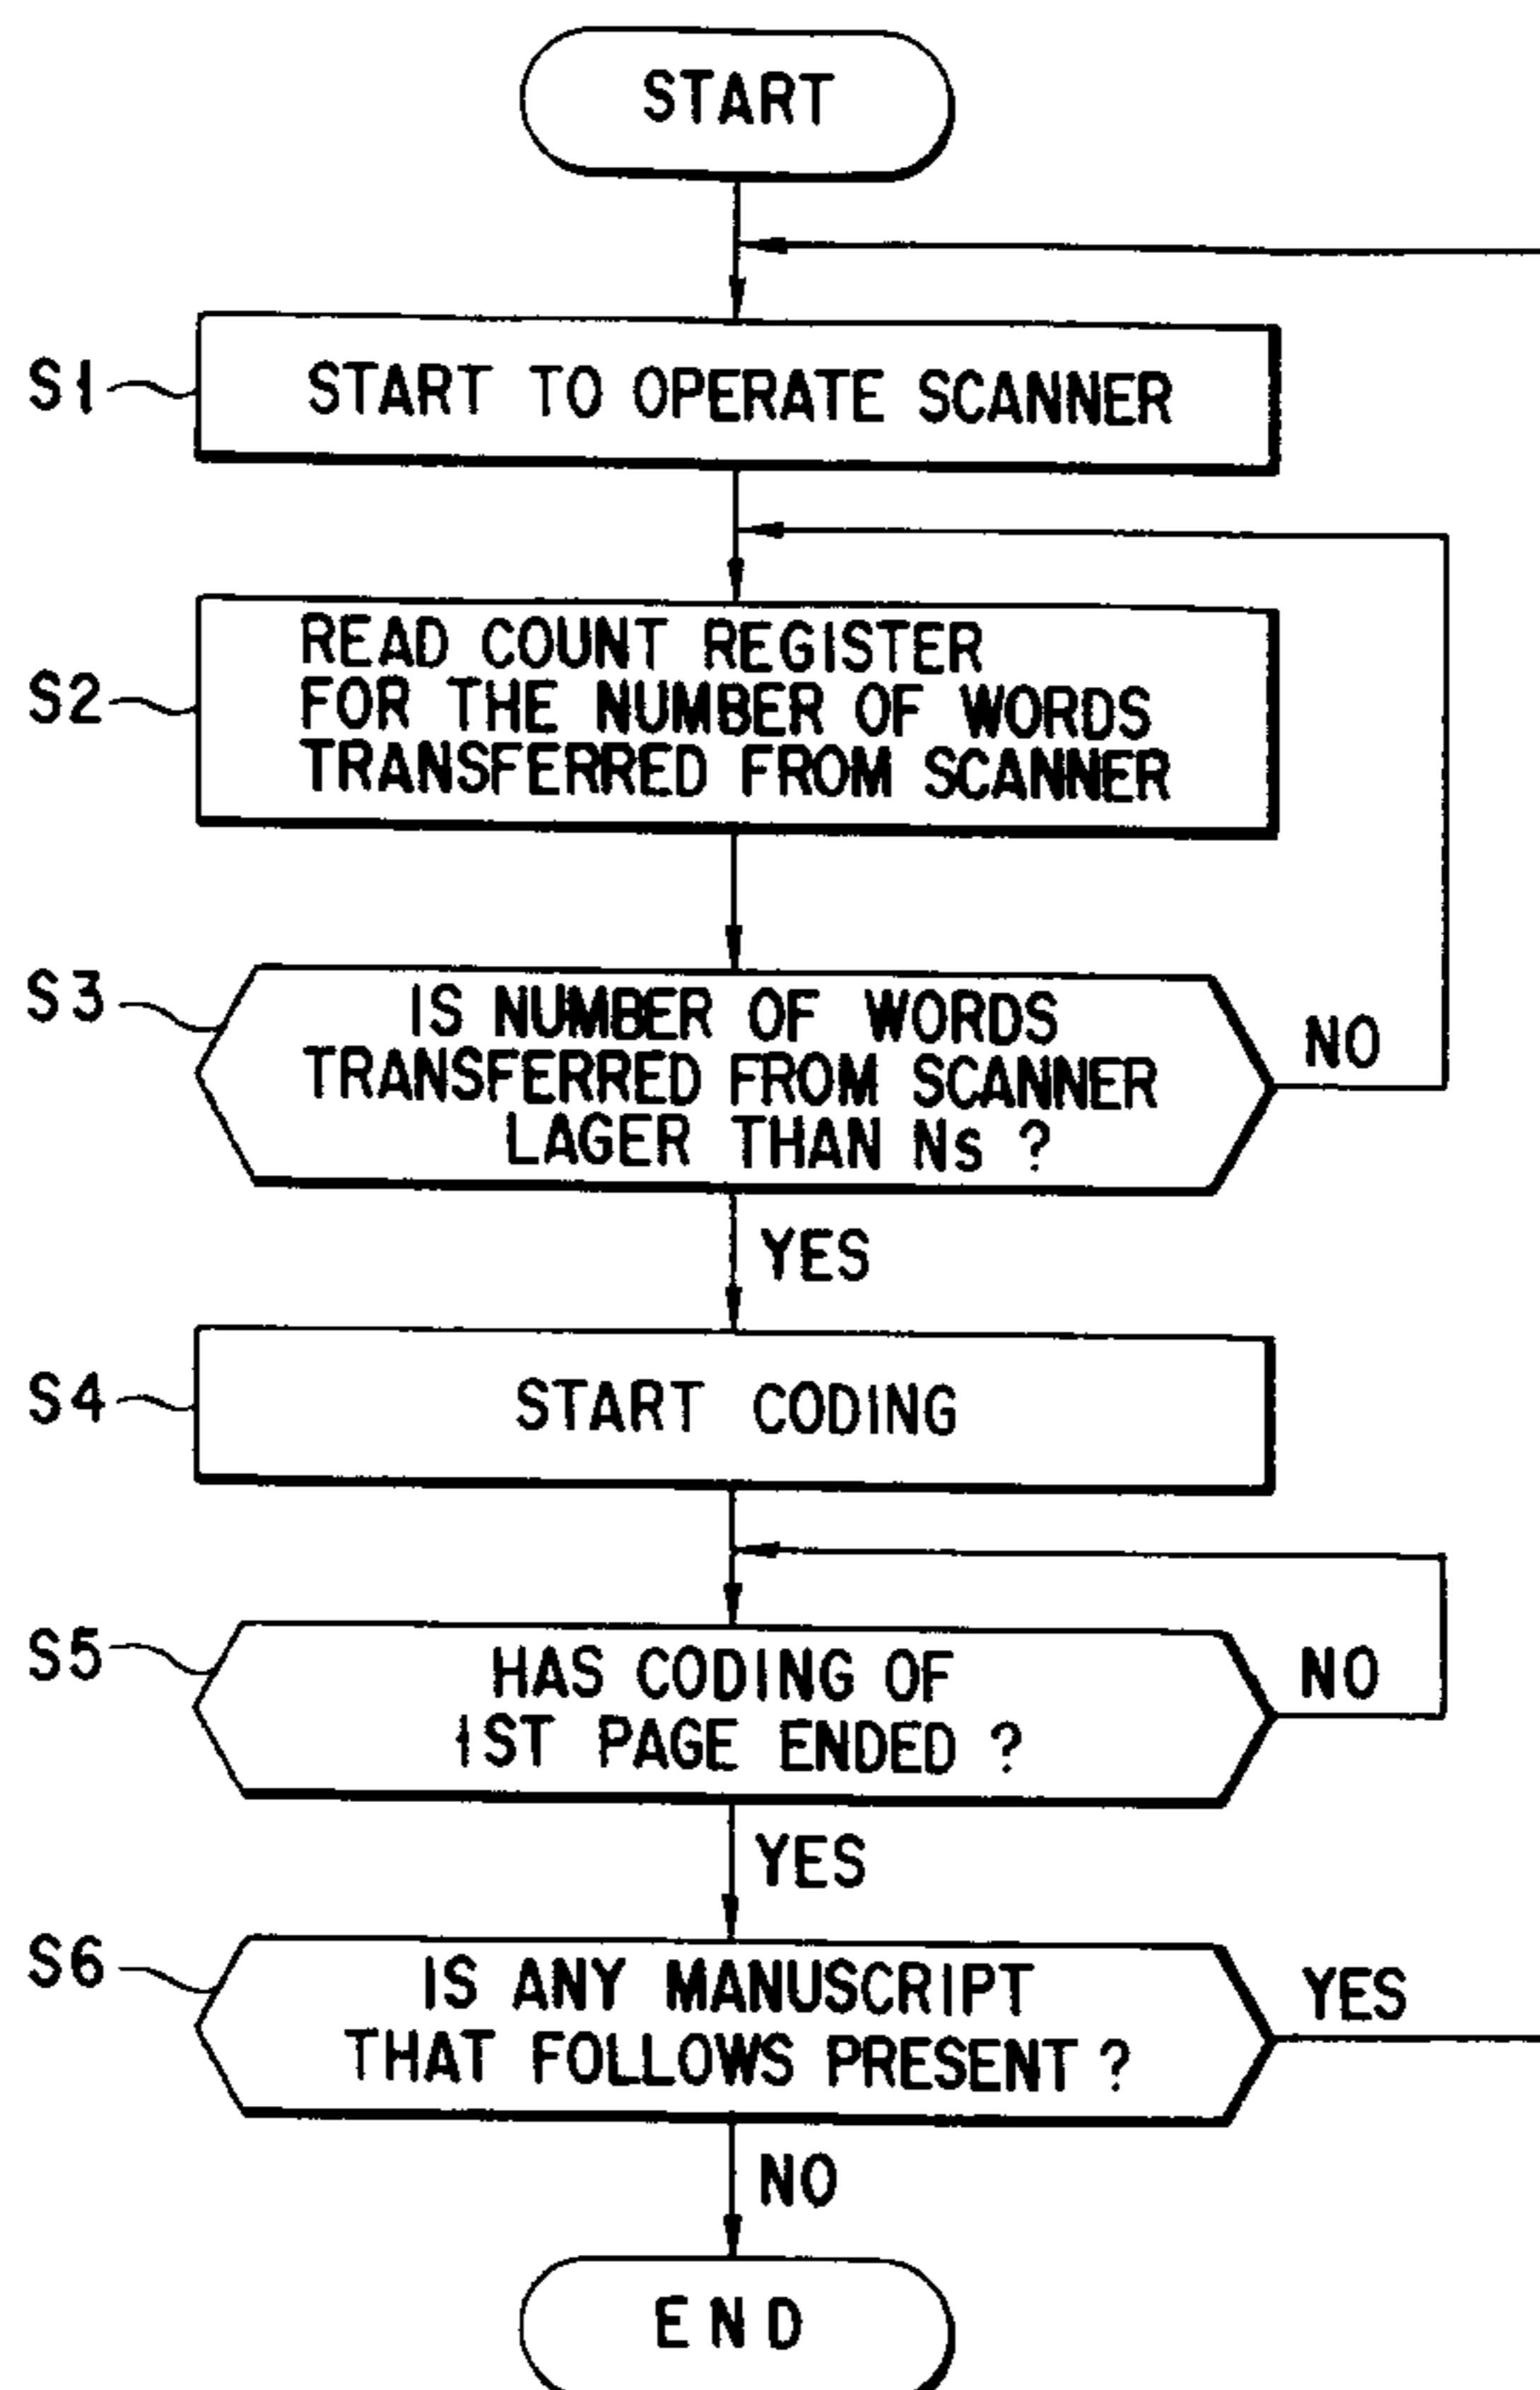 START
S1
START TO OPERATE SCANNER
S2
READ COUNT REGISTER
FOR THE NUMBER OF WORDS
TRANSFERRED FROM SCANNER
S3
IS NUMBER OF WORDS
TRANSFERRED FROM SCANNER
LAGER THAN Ns ?
NO
YES
S4
START CODING
S5
HAS CODING OF
1ST PAGE ENDED ?
NO
YES
S6
IS ANY MANUSCRIPT
THAT FOLLOWS PRESENT ?
YES
NO
END